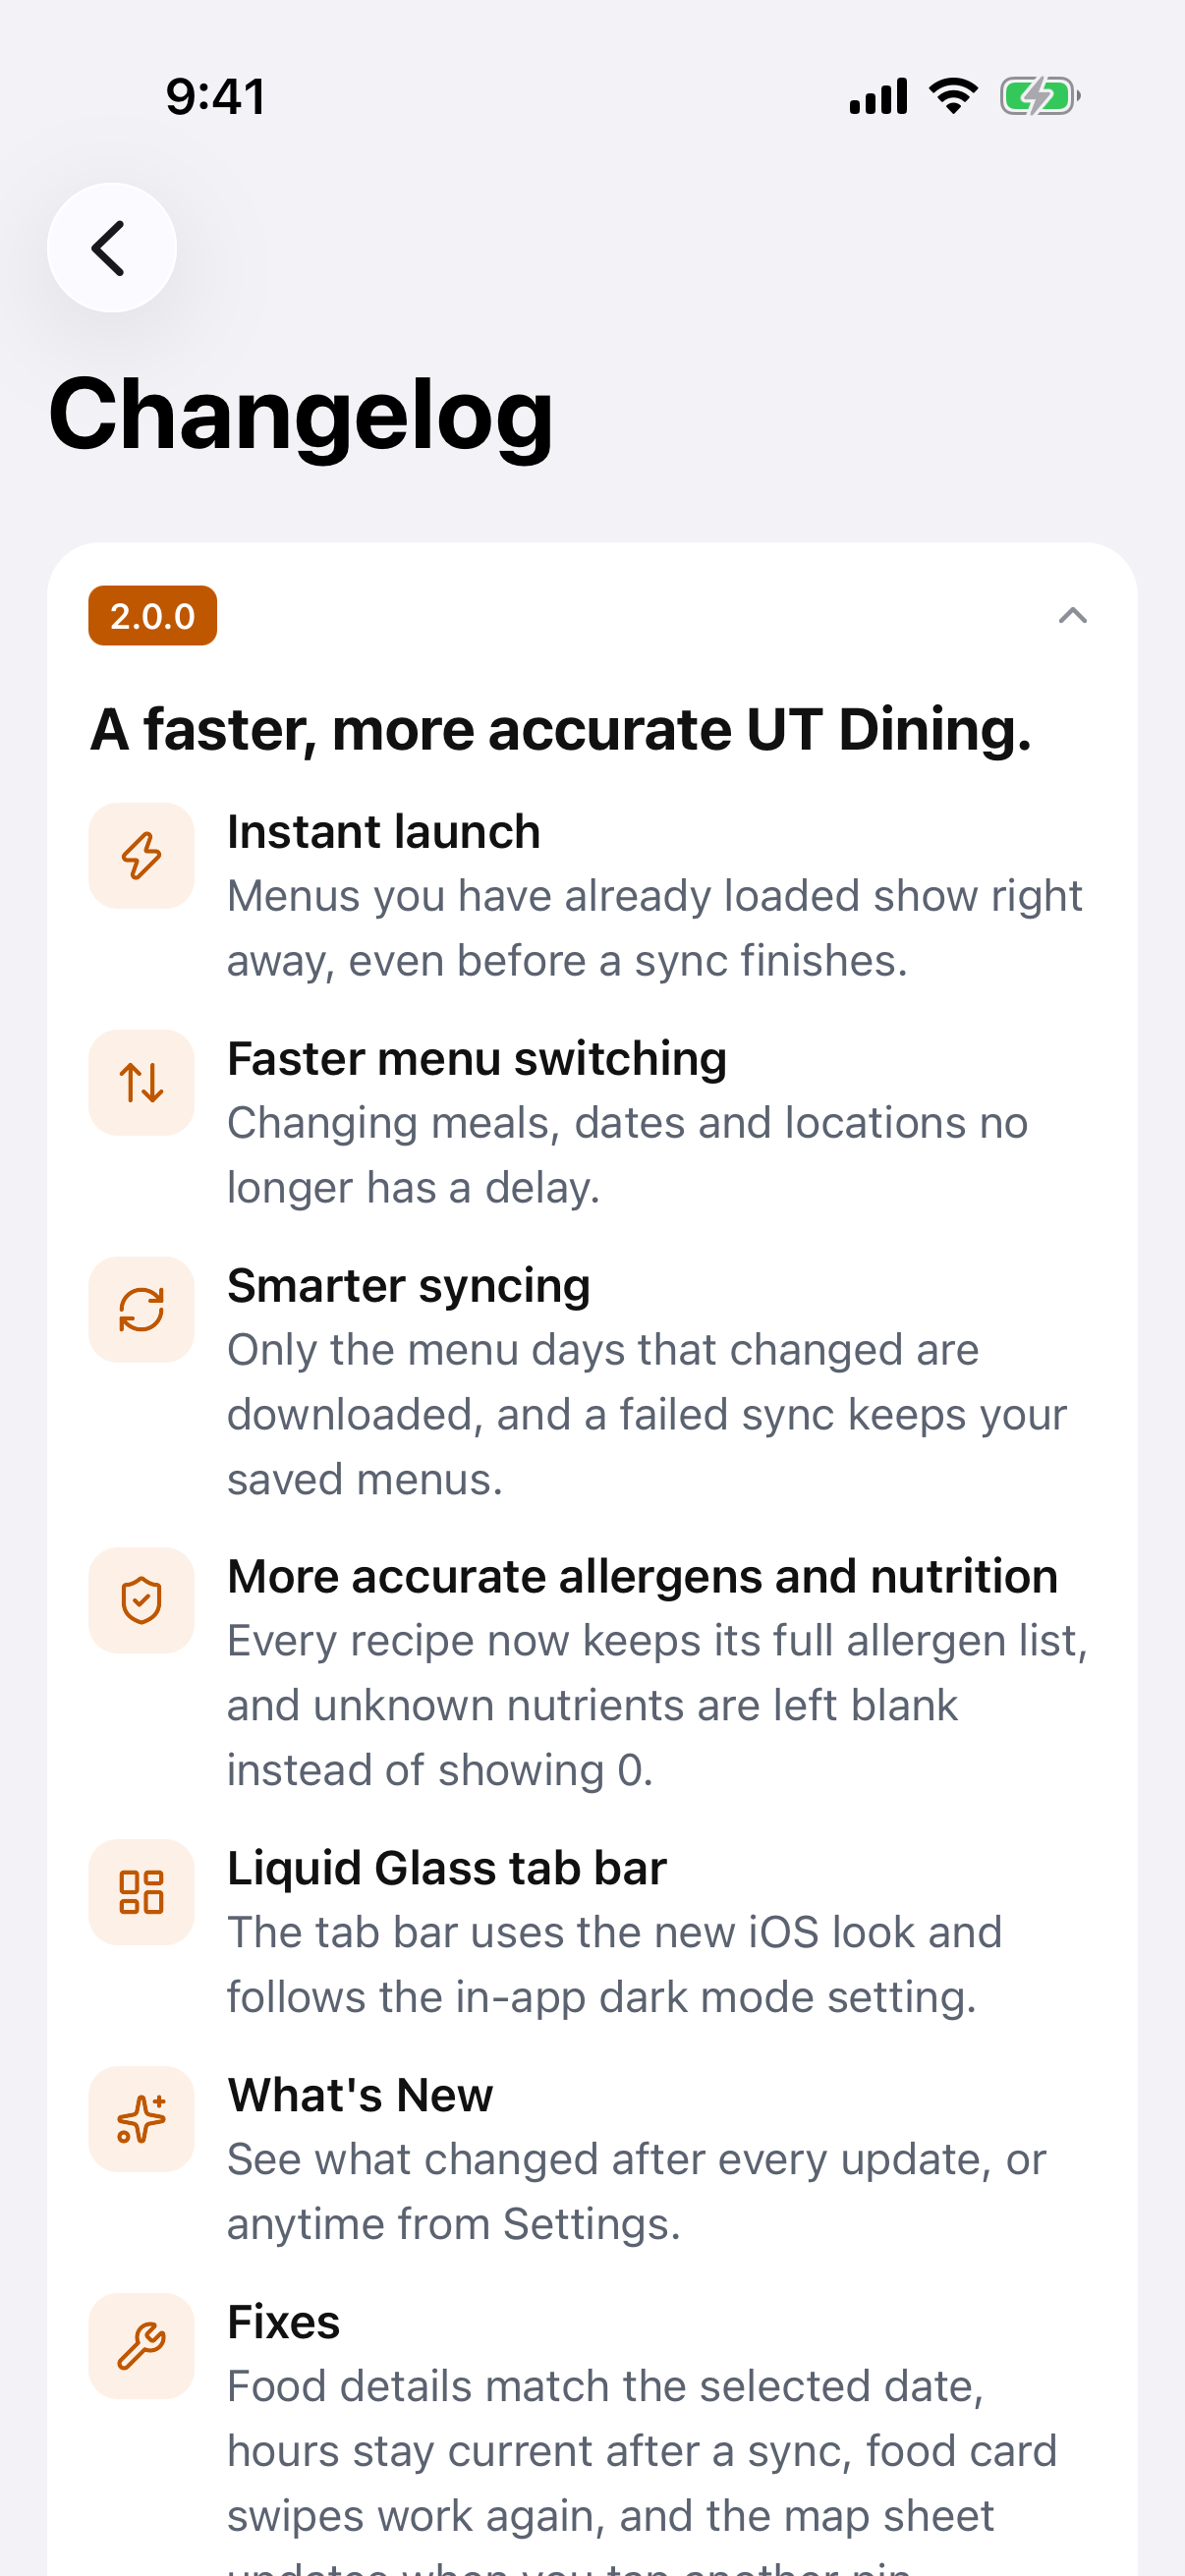 9:41
Changelog
2.0.0
A faster, more accurate UT Dining.
Instant launch
Menus you have already loaded show right
away, even before a sync finishes.
Faster menu switching
Changing meals, dates and locations no
longer has a delay.
Smarter syncing
Only the menu days that changed are
downloaded, and a failed sync keeps your
saved menus.
More accurate allergens and nutrition
Every recipe now keeps its full allergen list,
and unknown nutrients are left blank
instead of showing 0.
Liquid Glass tab bar
The tab bar uses the new iOS look and
follows the in-app dark mode setting.
What's New
See what changed after every update, or
anytime from Settings.
Fixes
Food details match the selected date,
hours stay current after a sync, food card
swipes work again, and the map sheet
updates when you tap another pin